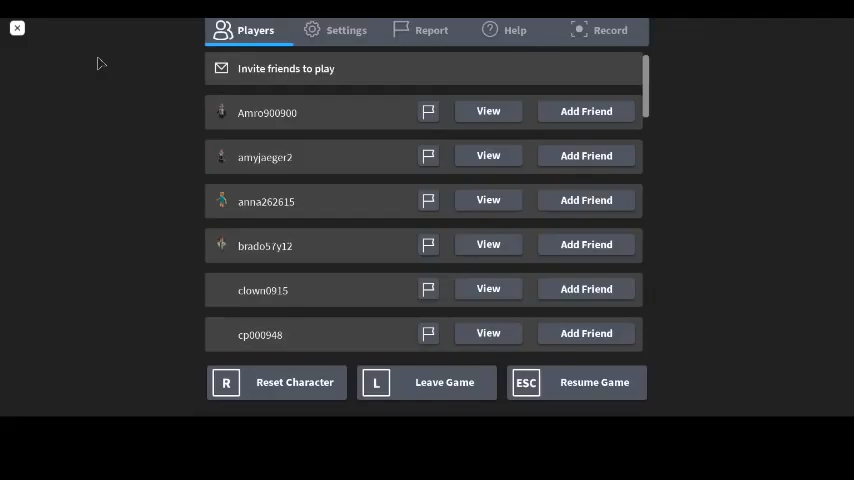 Players Settings Report Help Record
Invite friends to play
Amro900900 View Add Friend
amyjaeger2 View Add Friend
anna262615 View Add Friend
brado57y12 View Add Friend
clown0915 View Add Friend
cp000948 View Add Friend
R Reset Character L Leave Game ESC Resume Game